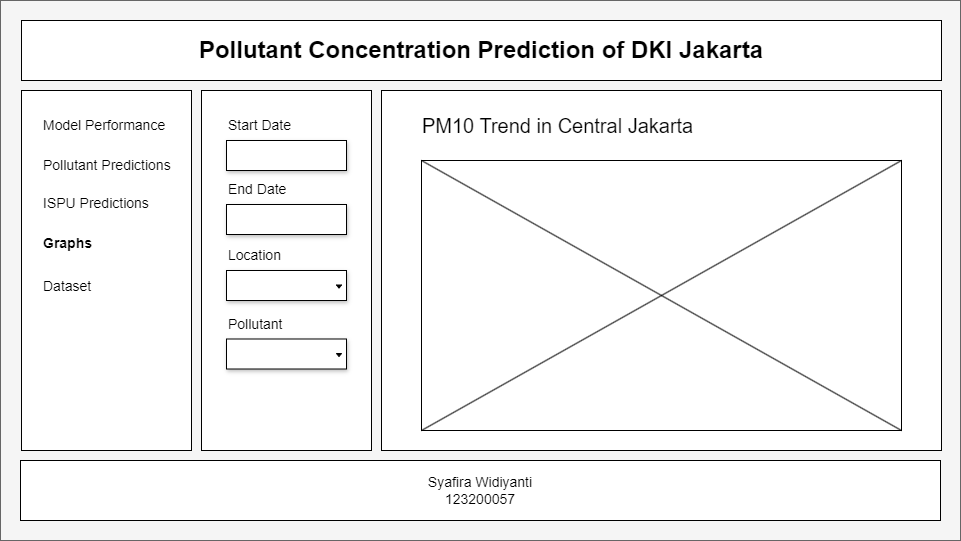 Pollutant Concentration Prediction of DKI Jakarta
Model Performance
Pollutant Predictions
ISPU Predictions
Graphs
Dataset
Start Date
End Date
Location
Pollutant
PM10 Trend in Central Jakarta
Syafira Widiyanti
123200057